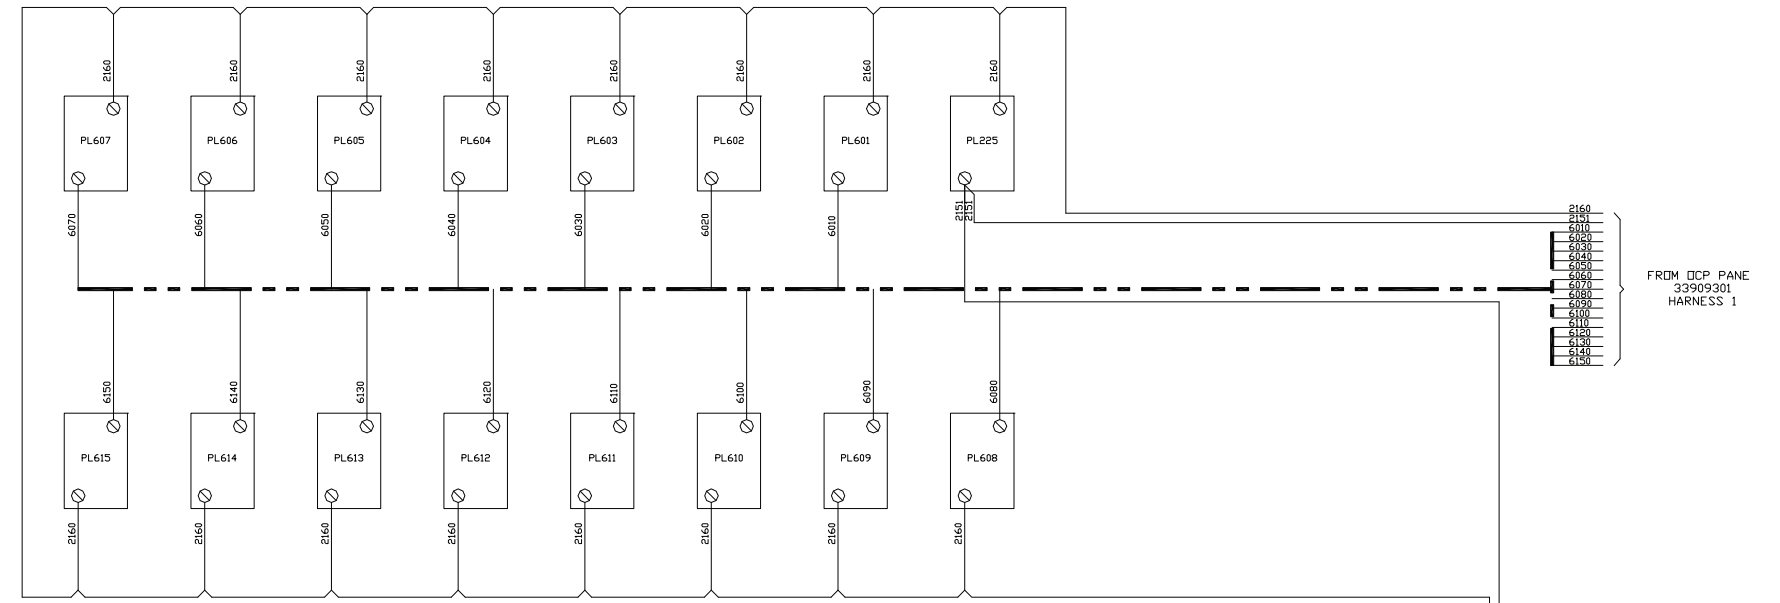 2160 2160 2160 2160 2160 2160 2160 2160
PL607 PL606 PL605 PL604 PL603 PL602 PL601 PL225
6070 6060 6050 6040 6030 6020 6010 2151 2151
2160
2151
6010
6020
6030
6040
6050
6060
6070
6080
6090
6100
6110
6120
6130
6140
6150
FROM OCP PANE
33909301
HARNESS 1
6150 6140 6130 6120 6110 6100 6090 6080
PL615 PL614 PL613 PL612 PL611 PL610 PL609 PL608
2160 2160 2160 2160 2160 2160 2160 2160